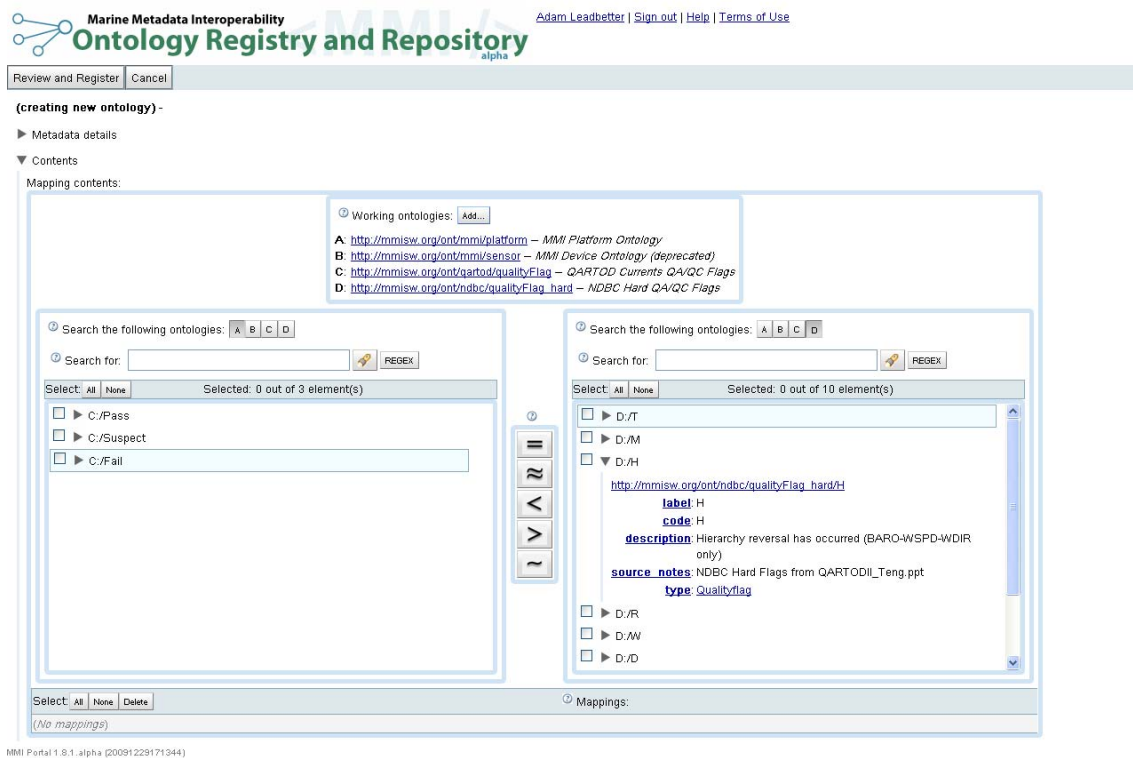 Marine Metadata Interoperability
Ontology Registry and Repository
alpha
<MMI/>
Adam Leadbetter | Sign out | Help | Terms of Use
Review and Register Cancel
(creating new ontology) -
Metadata details
Contents
Mapping contents:
Working ontologies: Add...
A: http://mmisw.org/ont/mmi/platform – MMI Platform Ontology
B: http://mmisw.org/ont/mmi/sensor – MMI Device Ontology (deprecated)
C: http://mmisw.org/ont/qartod/qualityFlag – QARTOD Currents QA/QC Flags
D: http://mmisw.org/ont/ndbc/qualityFlag_hard – NDBC Hard QA/QC Flags
Search the following ontologies: A B C D
Search for: REGEX
Select: All None Selected: 0 out of 3 element(s)
C:/Pass
C:/Suspect
C:/Fail
=
≈
<
>
~
Search the following ontologies: A B C D
Search for: REGEX
Select: All None Selected: 0 out of 10 element(s)
D:/T
D:/M
D:/H
http://mmisw.org/ont/ndbc/qualityFlag_hard/H
label: H
code: H
description: Hierarchy reversal has occurred (BARO-WSPD-WDIR
only)
source_notes: NDBC Hard Flags from QARTODII_Teng.ppt
type: Qualityflag
D:/R
D:/W
D:/D
Select: All None Delete Mappings:
(No mappings)
MMI Portal 1.8.1.alpha (20091229171344)